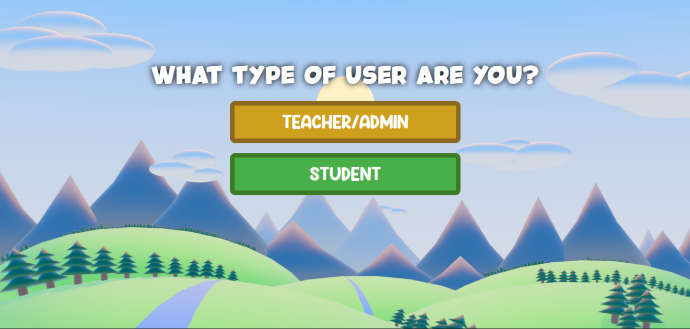 WHAT TYPE OF USER ARE YOU?
TEACHER/ADMIN
STUDENT